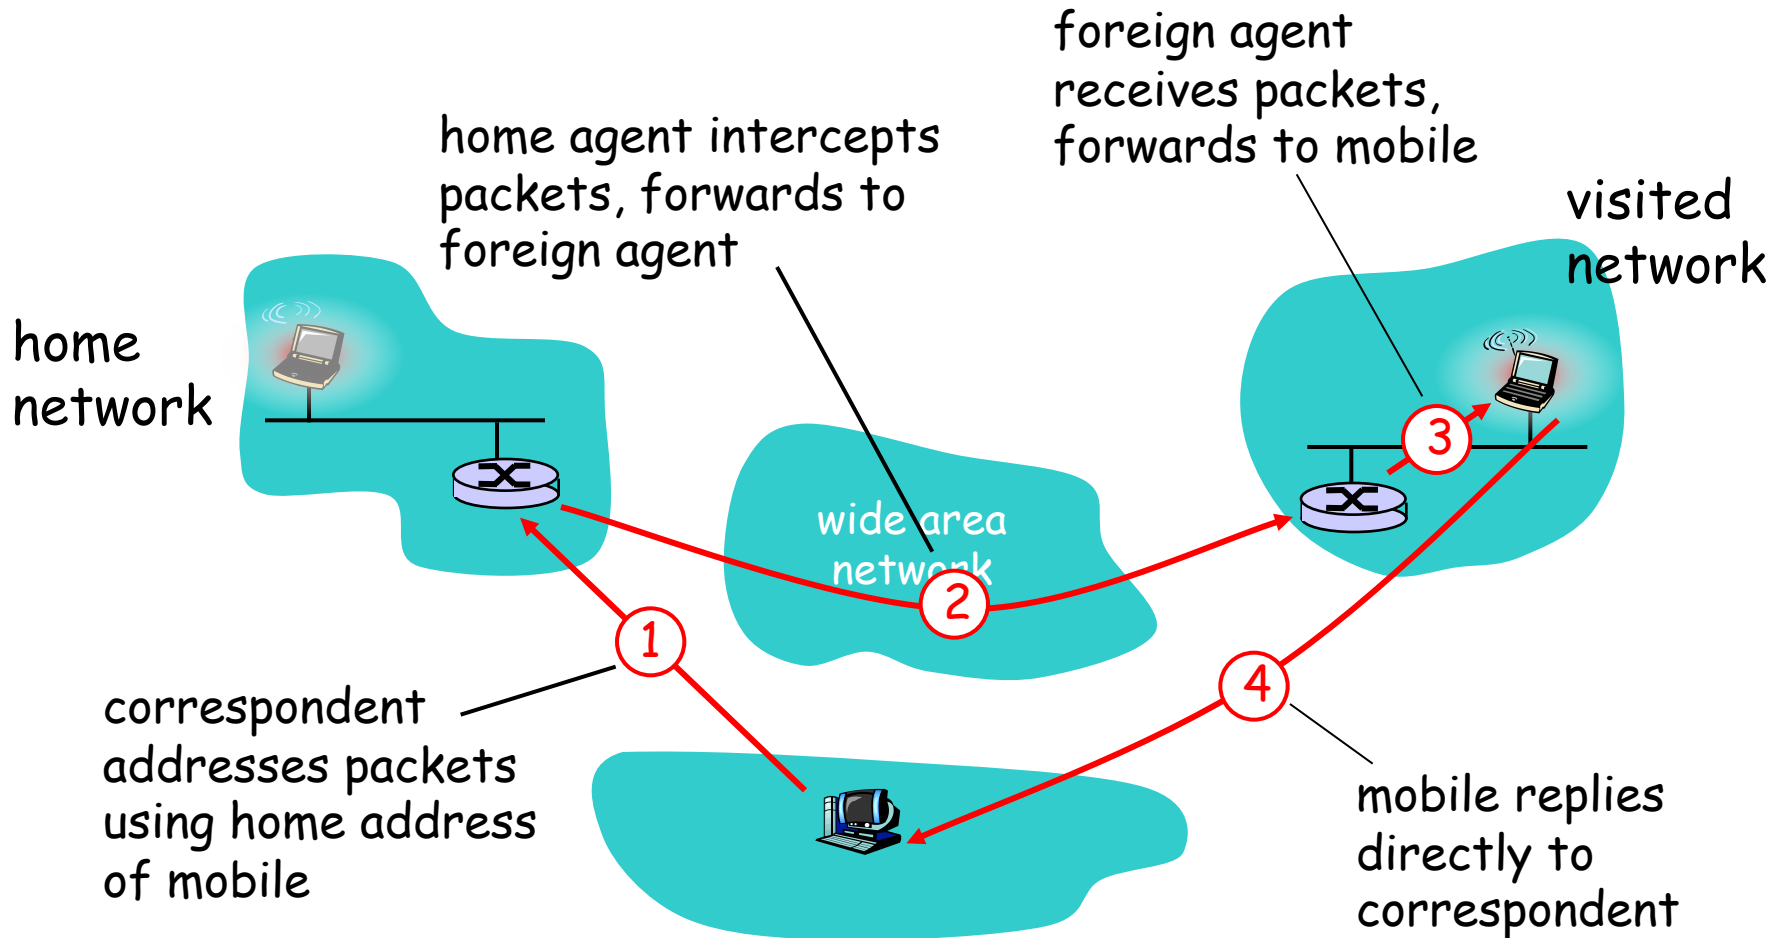 foreign agent
receives packets,
forwards to mobile
home agent intercepts
packets, forwards to
foreign agent
visited
network
home
network
3
wide area
network
2
1
4
correspondent
addresses packets
using home address
of mobile
mobile replies
directly to
correspondent